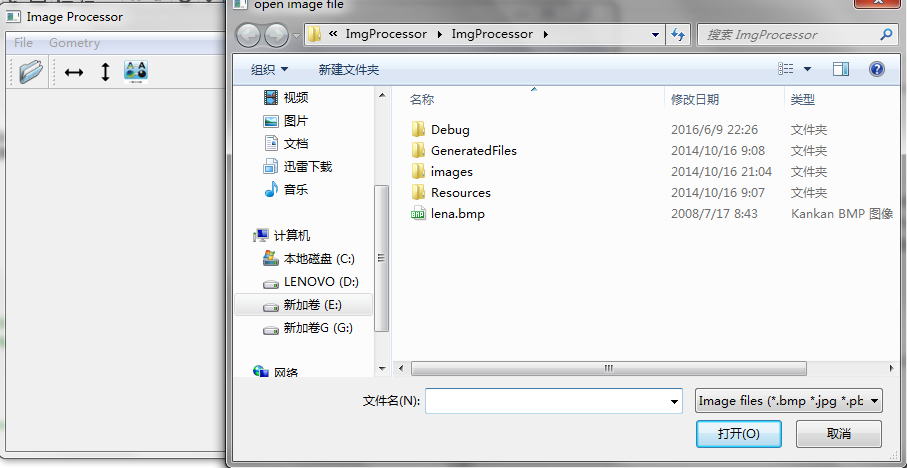 Image Processor
File Gometry
open image file
« ImgProcessor ImgProcessor
搜索 ImgProcessor
组织 新建文件夹
视频
图片
文档
迅雷下载
音乐
计算机
本地磁盘 (C:)
LENOVO (D:)
新加卷 (E:)
新加卷G (G:)
网络
名称 修改日期 类型
Debug 2016/6/9 22:26 文件夹
GeneratedFiles 2014/10/16 9:08 文件夹
images 2014/10/16 21:04 文件夹
Resources 2014/10/16 9:07 文件夹
lena.bmp 2008/7/17 8:43 Kankan BMP 图像
文件名(N):
Image files (*.bmp *.jpg *.pb
打开(O) 取消